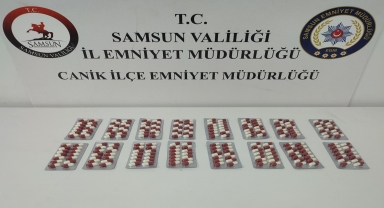 T.C.
SAMSUN VALİLİĞİ
İL EMNİYET MÜDÜRLÜĞÜ
CANİK İLÇE EMNİYET MÜDÜRLÜĞÜ
T.C.
SAMSUN